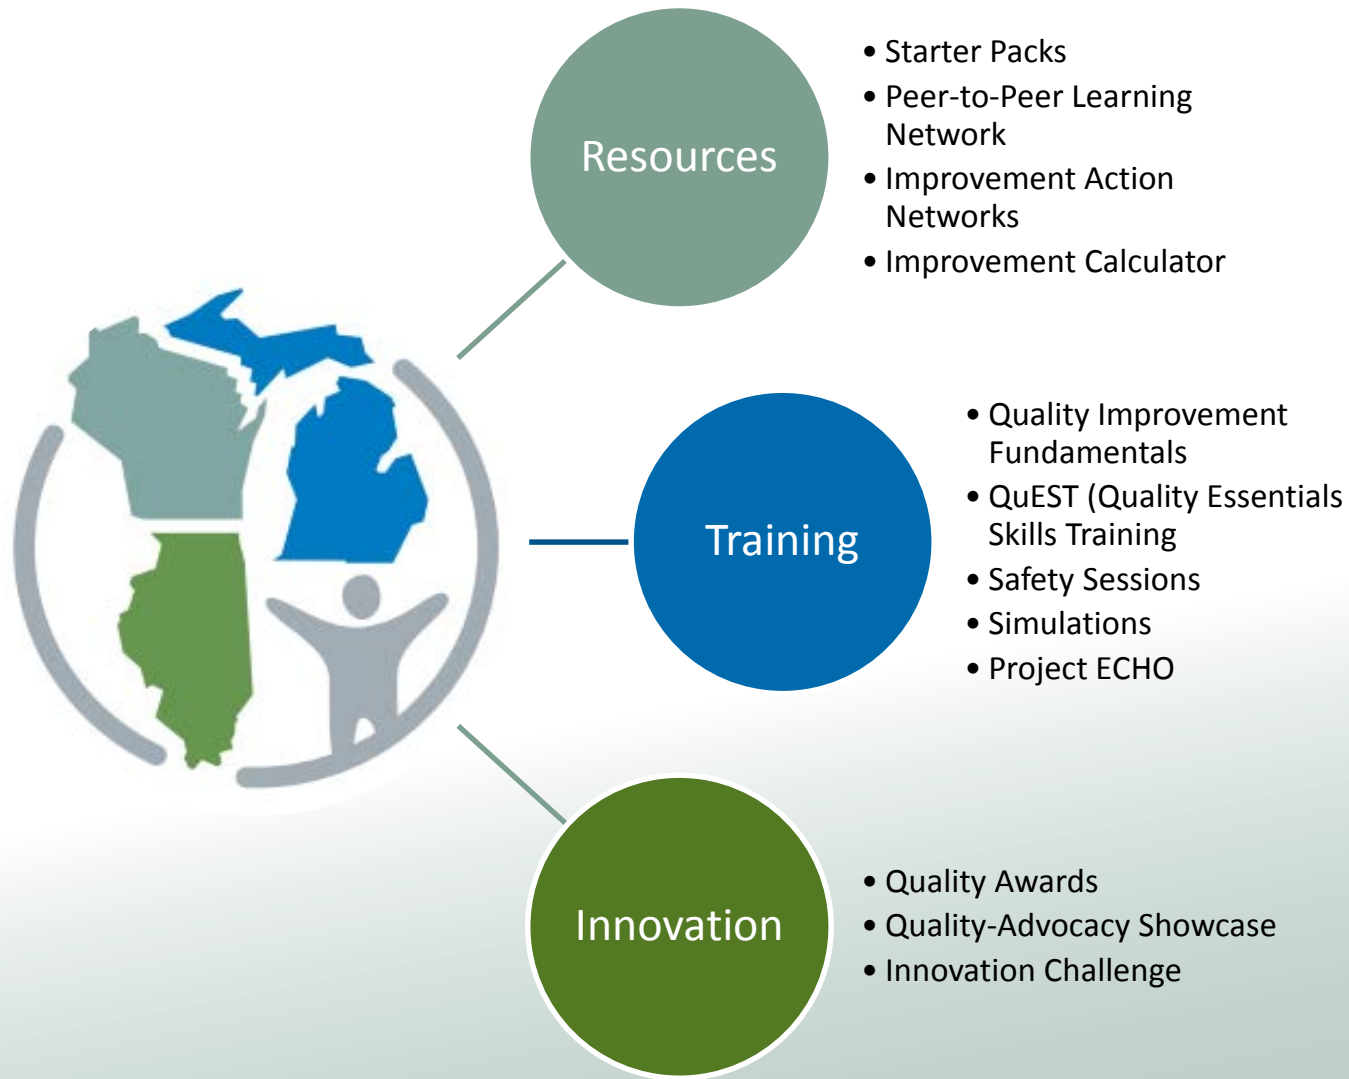 Resources
• Starter Packs
• Peer-to-Peer Learning
Network
• Improvement Action
Networks
• Improvement Calculator
Training
• Quality Improvement
Fundamentals
• QuEST (Quality Essentials
Skills Training
• Safety Sessions
• Simulations
• Project ECHO
Innovation
• Quality Awards
• Quality-Advocacy Showcase
• Innovation Challenge